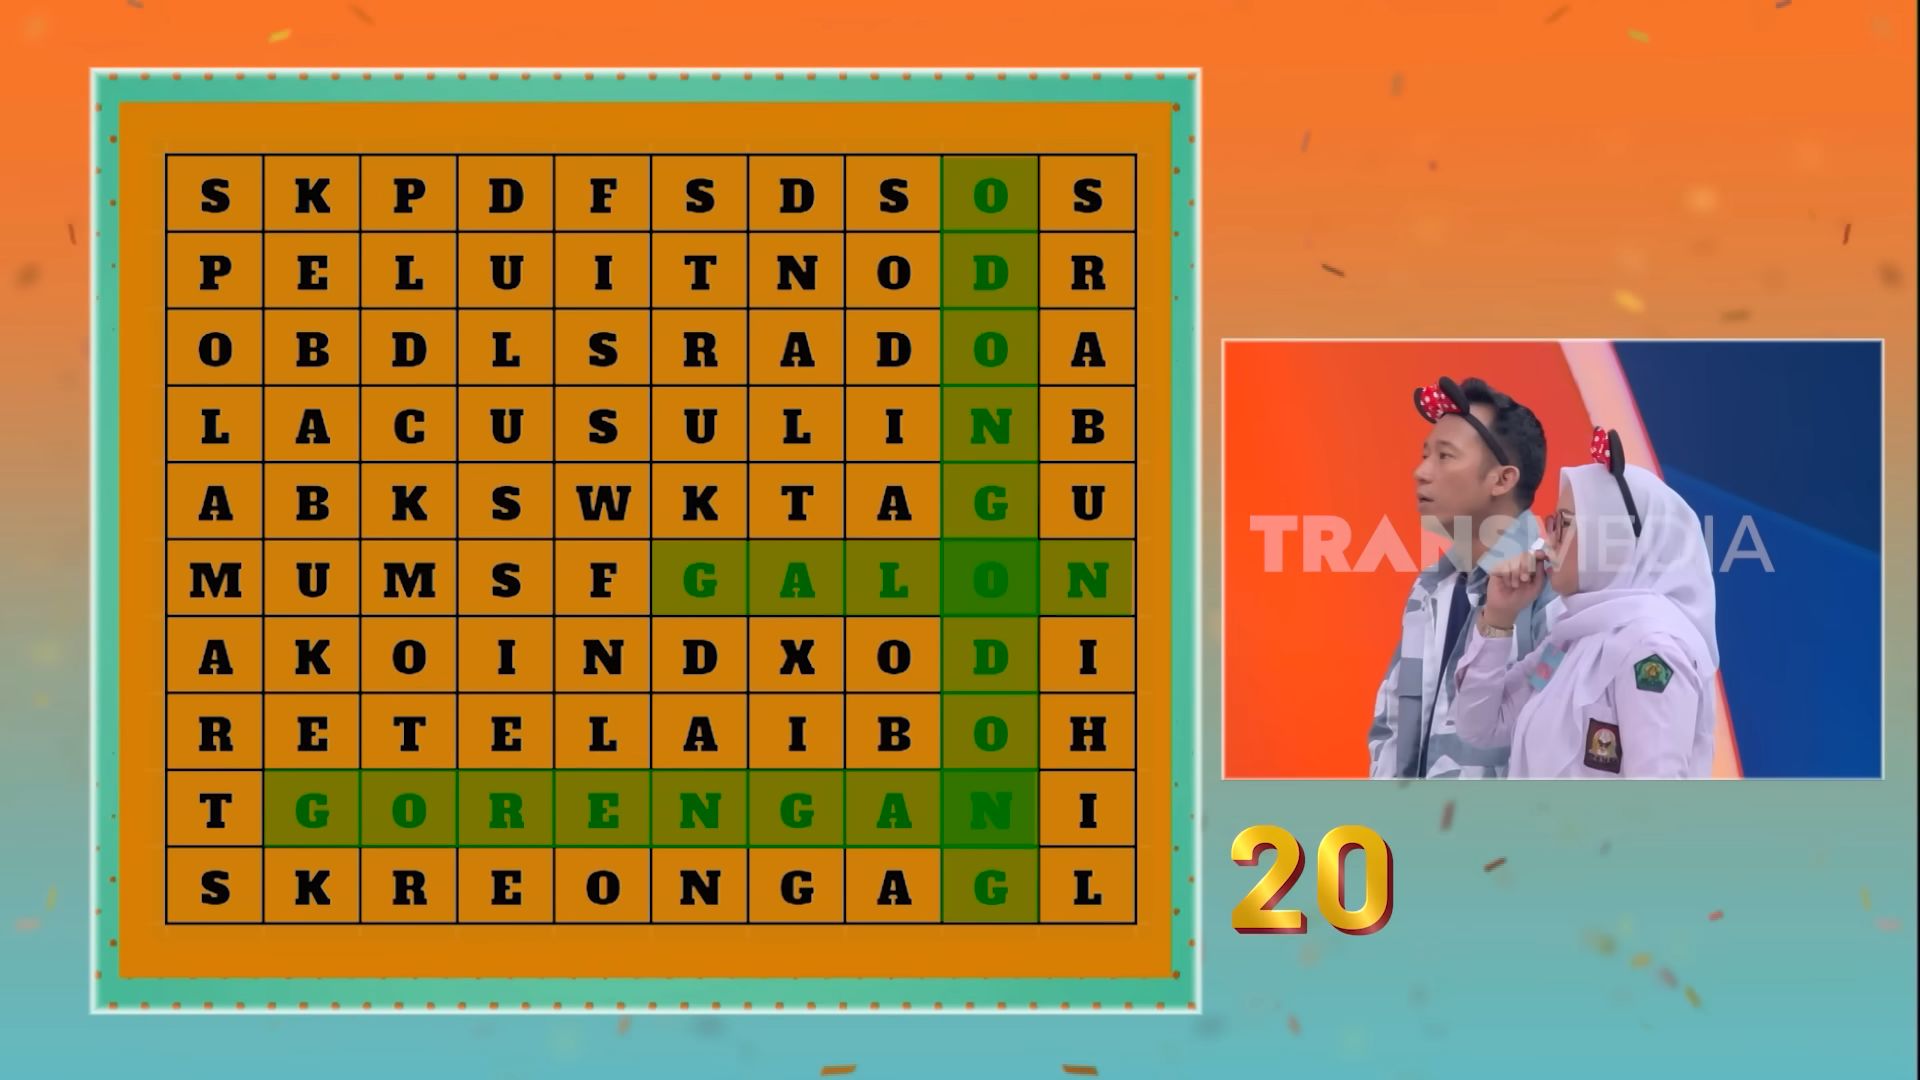 S K P D F S D S O S
P E L U I T N O D R
O B D L S R A D O A
L A C U S U L I N B
A B K S W K T A G U
M U M S F G A L O N
A K O I N D X O D I
R E T E L A I B O H
T G O R E N G A N I
S K R E O N G A G L
TRANSMEDIA
20